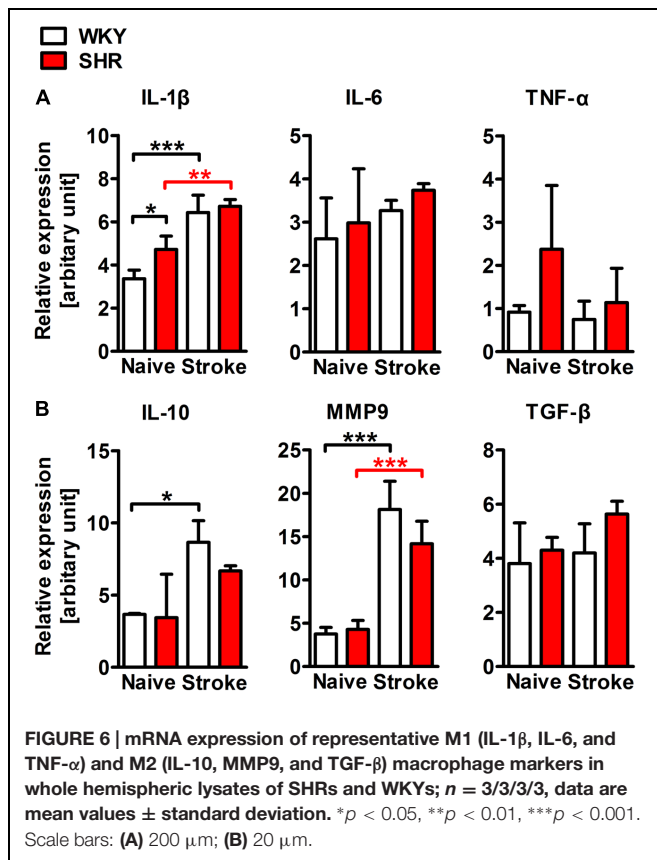 WKY
SHR
A
IL-1β
IL-6
TNF-α
Relative expression
[arbitary unit]
10
8
6
4
2
0
***
**
*
Naive Stroke
5
4
3
2
1
0
Naive Stroke
5
4
3
2
1
0
Naive Stroke
B
IL-10
MMP9
TGF-β
Relative expression
[arbitary unit]
15
10
5
0
*
Naive Stroke
25
20
15
10
5
0
***
***
Naive Stroke
8
6
4
2
0
Naive Stroke
FIGURE 6 | mRNA expression of representative M1 (IL-1β, IL-6, and
TNF-α) and M2 (IL-10, MMP9, and TGF-β) macrophage markers in
whole hemispheric lysates of SHRs and WKYs; n = 3/3/3/3, data are
mean values ± standard deviation. *p < 0.05, **p < 0.01, ***p < 0.001.
Scale bars: (A) 200 μm; (B) 20 μm.